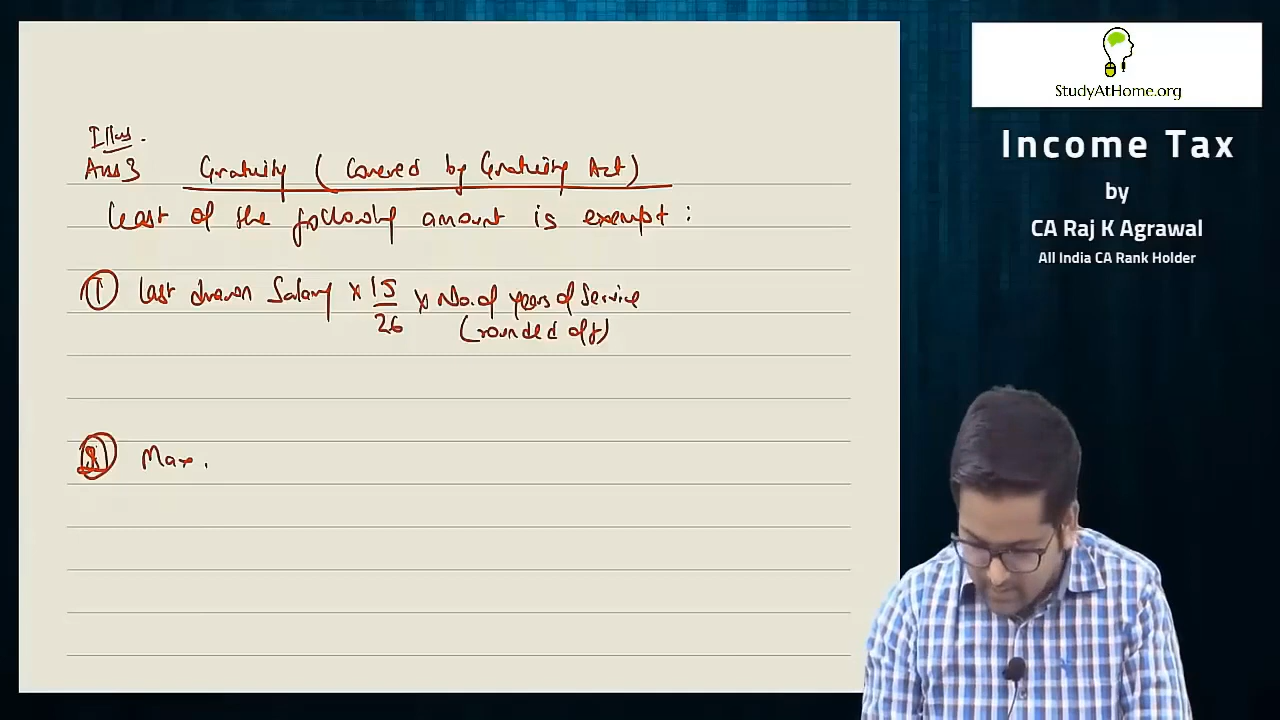 Illus.
Ans 3 Gratuity ( Covered by Gratuity Act)
Least of the following amount is exempt :
① Last drawn Salary × 15/26 × No. of years of Service
(rounded off)
Max.
StudyAtHome.org
Income Tax
by
CA Raj K Agrawal
All India CA Rank Holder